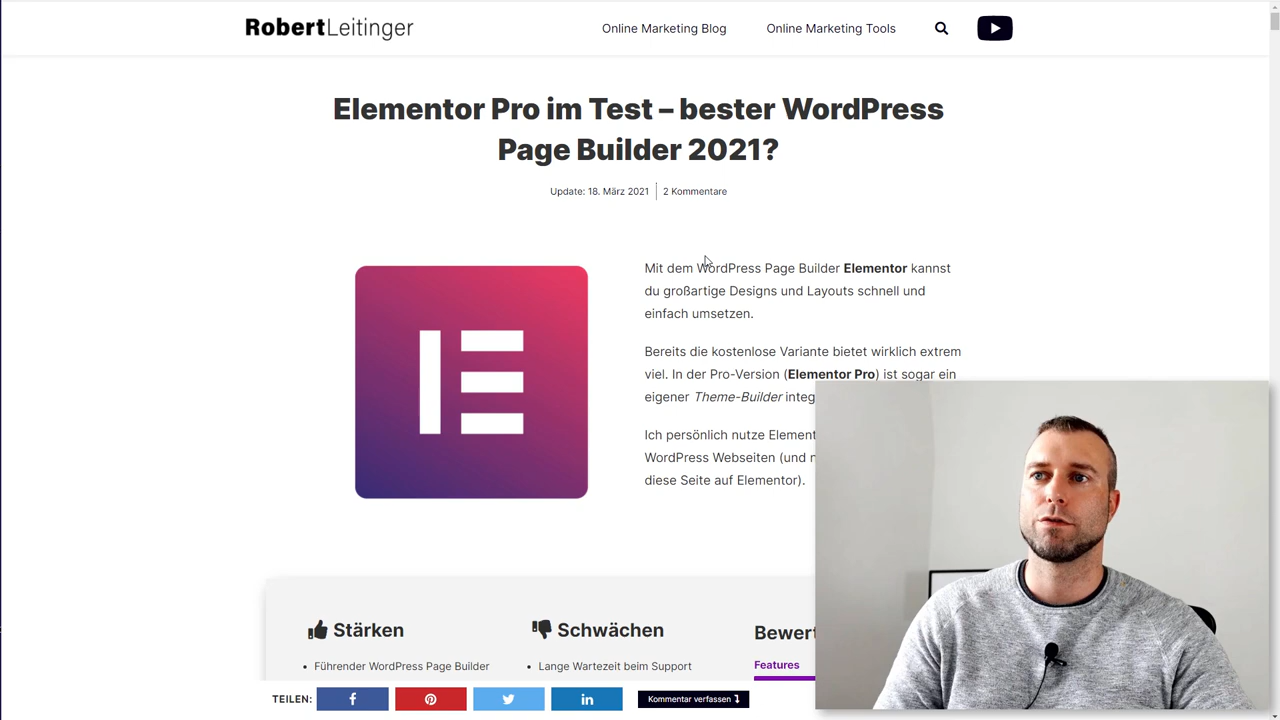 RobertLeitinger
Online Marketing Blog
Online Marketing Tools
Elementor Pro im Test – bester WordPress
Page Builder 2021?
Update: 18. März 2021
2 Kommentare
Mit dem WordPress Page Builder Elementor kannst
du großartige Designs und Layouts schnell und
einfach umsetzen.
Bereits die kostenlose Variante bietet wirklich extrem
viel. In der Pro-Version (Elementor Pro) ist sogar ein
eigener Theme-Builder integ
Ich persönlich nutze Element
WordPress Webseiten (und n
diese Seite auf Elementor).
Stärken
Führender WordPress Page Builder
Schwächen
Lange Wartezeit beim Support
Bewert
Features
TEILEN:
Kommentar verfassen